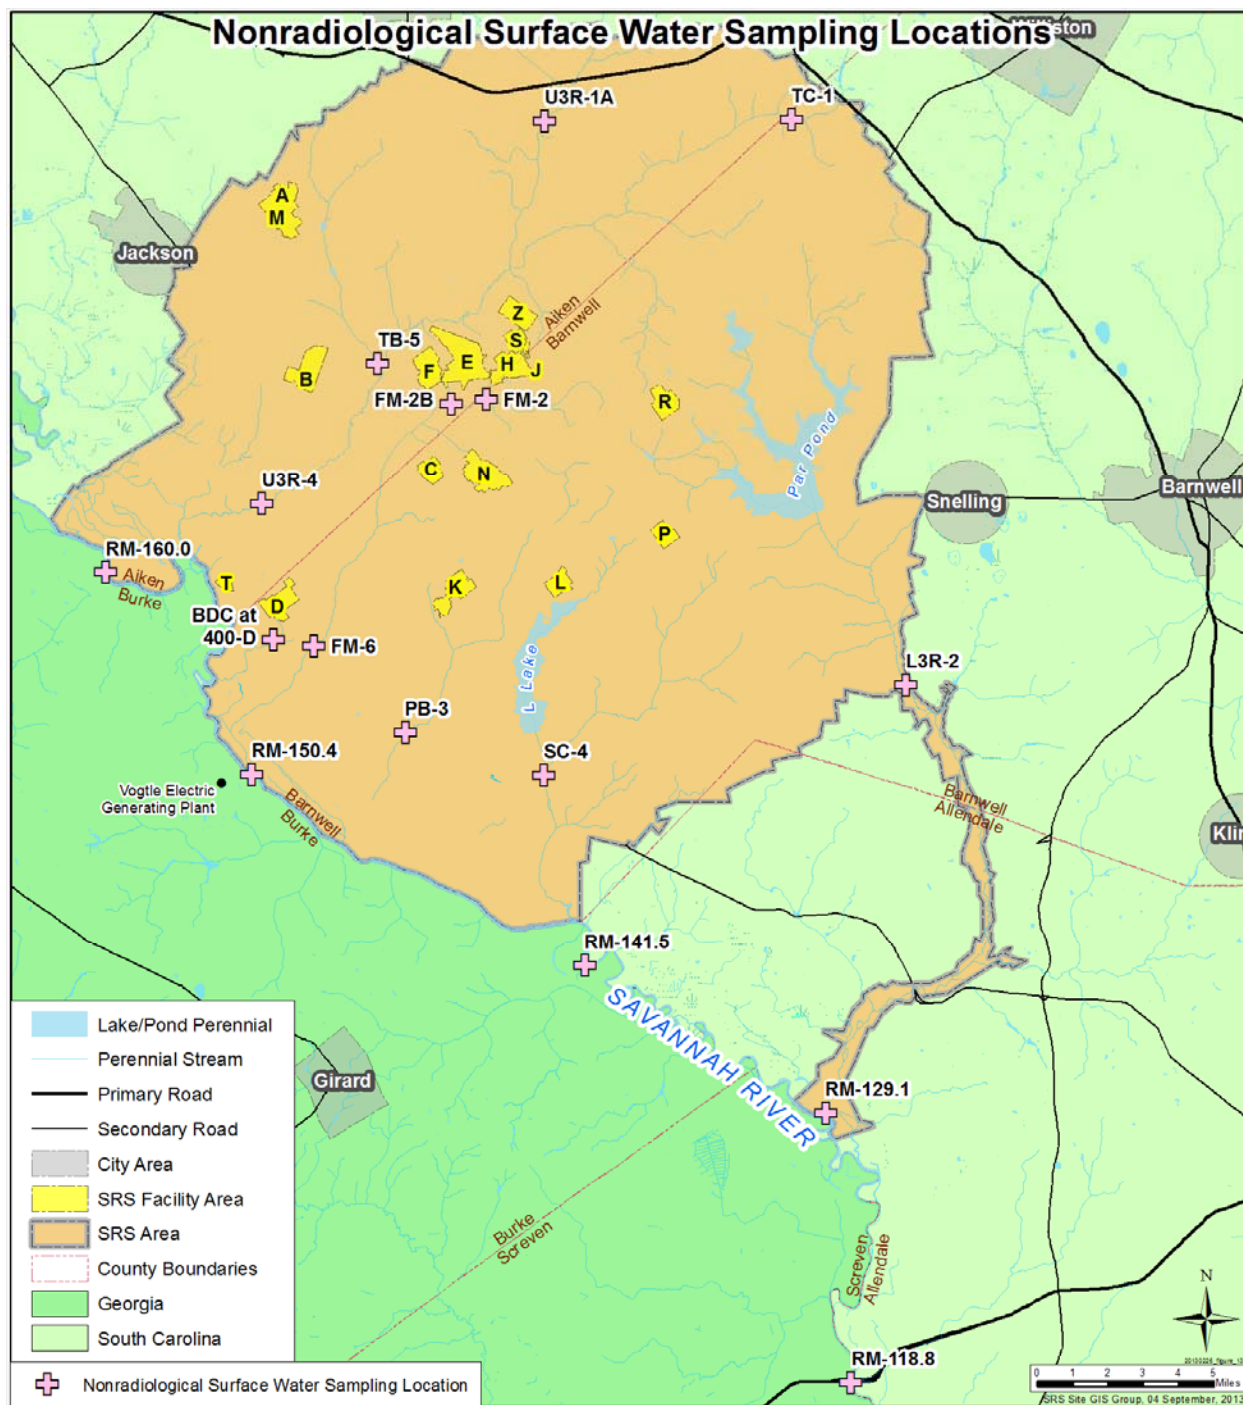 Nonradiological Surface Water Sampling Locations
Williston
U3R-1A
TC-1
A
M
Jackson
Z
Aiken
Barnwell
S
TB-5
F
E
H
J
B
FM-2B
FM-2
R
Par Pond
C
N
U3R-4
Snelling
Barnwell
P
RM-160.0
Aiken
Burke
T
D
K
L
BDC at
400-D
FM-6
L Lake
L3R-2
PB-3
RM-150.4
SC-4
Vogtle Electric
Generating Plant
Barnwell
Burke
Barnwell
Allendale
Klin
RM-141.5
SAVANNAH RIVER
Lake/Pond Perennial
Perennial Stream
Primary Road
Secondary Road
City Area
SRS Facility Area
SRS Area
County Boundaries
Georgia
South Carolina
Girard
RM-129.1
Burke
Screven
Screven
Allendale
N
RM-118.8
Nonradiological Surface Water Sampling Location
0 1 2 3 4 5
Miles
SRS Site GIS Group, 04 September, 2013